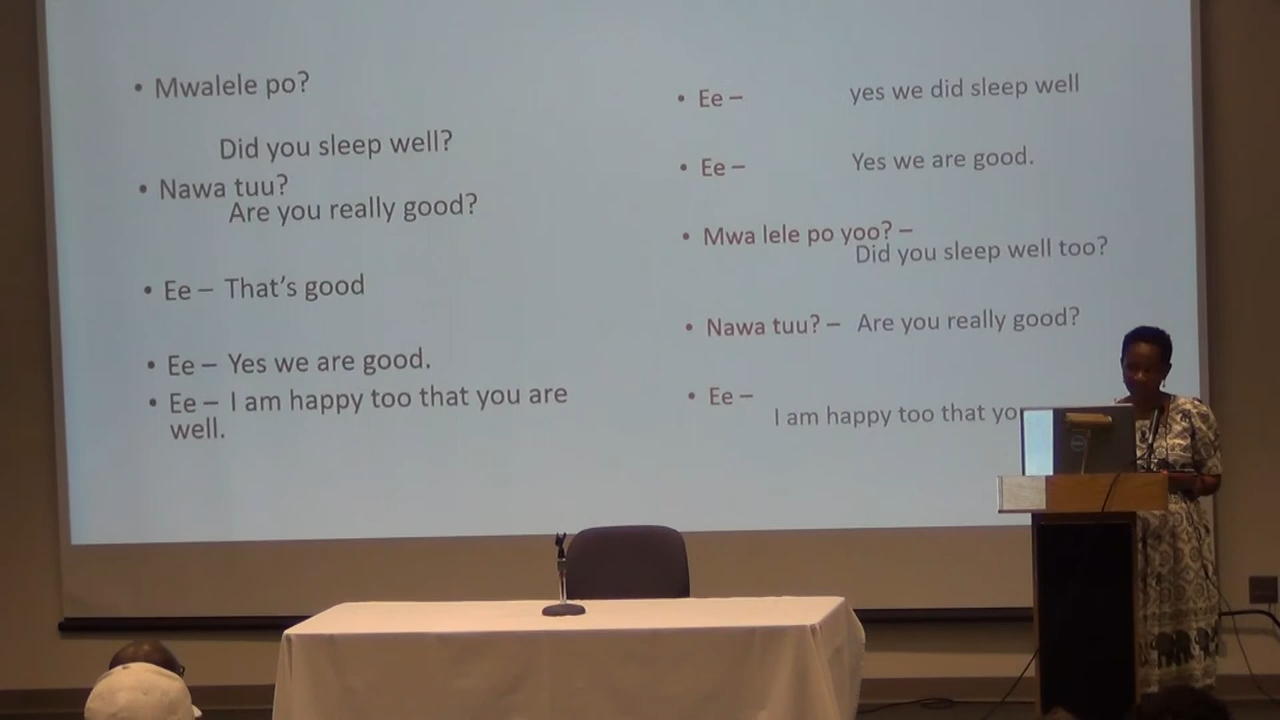 • Mwalele po?
Did you sleep well?
• Nawa tuu?
Are you really good?
• Ee – That's good
• Ee – Yes we are good.
• Ee – I am happy too that you are
well.
• Ee – yes we did sleep well
• Ee – Yes we are good.
• Mwa lele po yoo? –
Did you sleep well too?
• Nawa tuu? – Are you really good?
• Ee –
I am happy too that